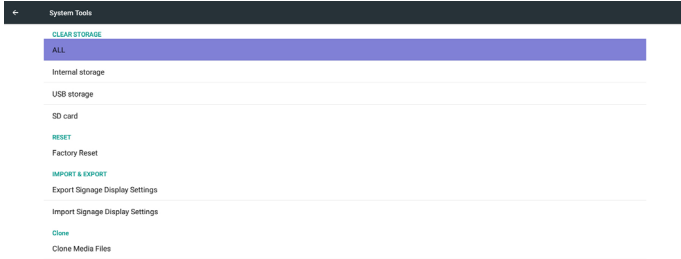 System Tools
CLEAR STORAGE
ALL
Internal storage
USB storage
SD card
RESET
Factory Reset
IMPORT & EXPORT
Export Signage Display Settings
Import Signage Display Settings
Clone
Clone Media Files